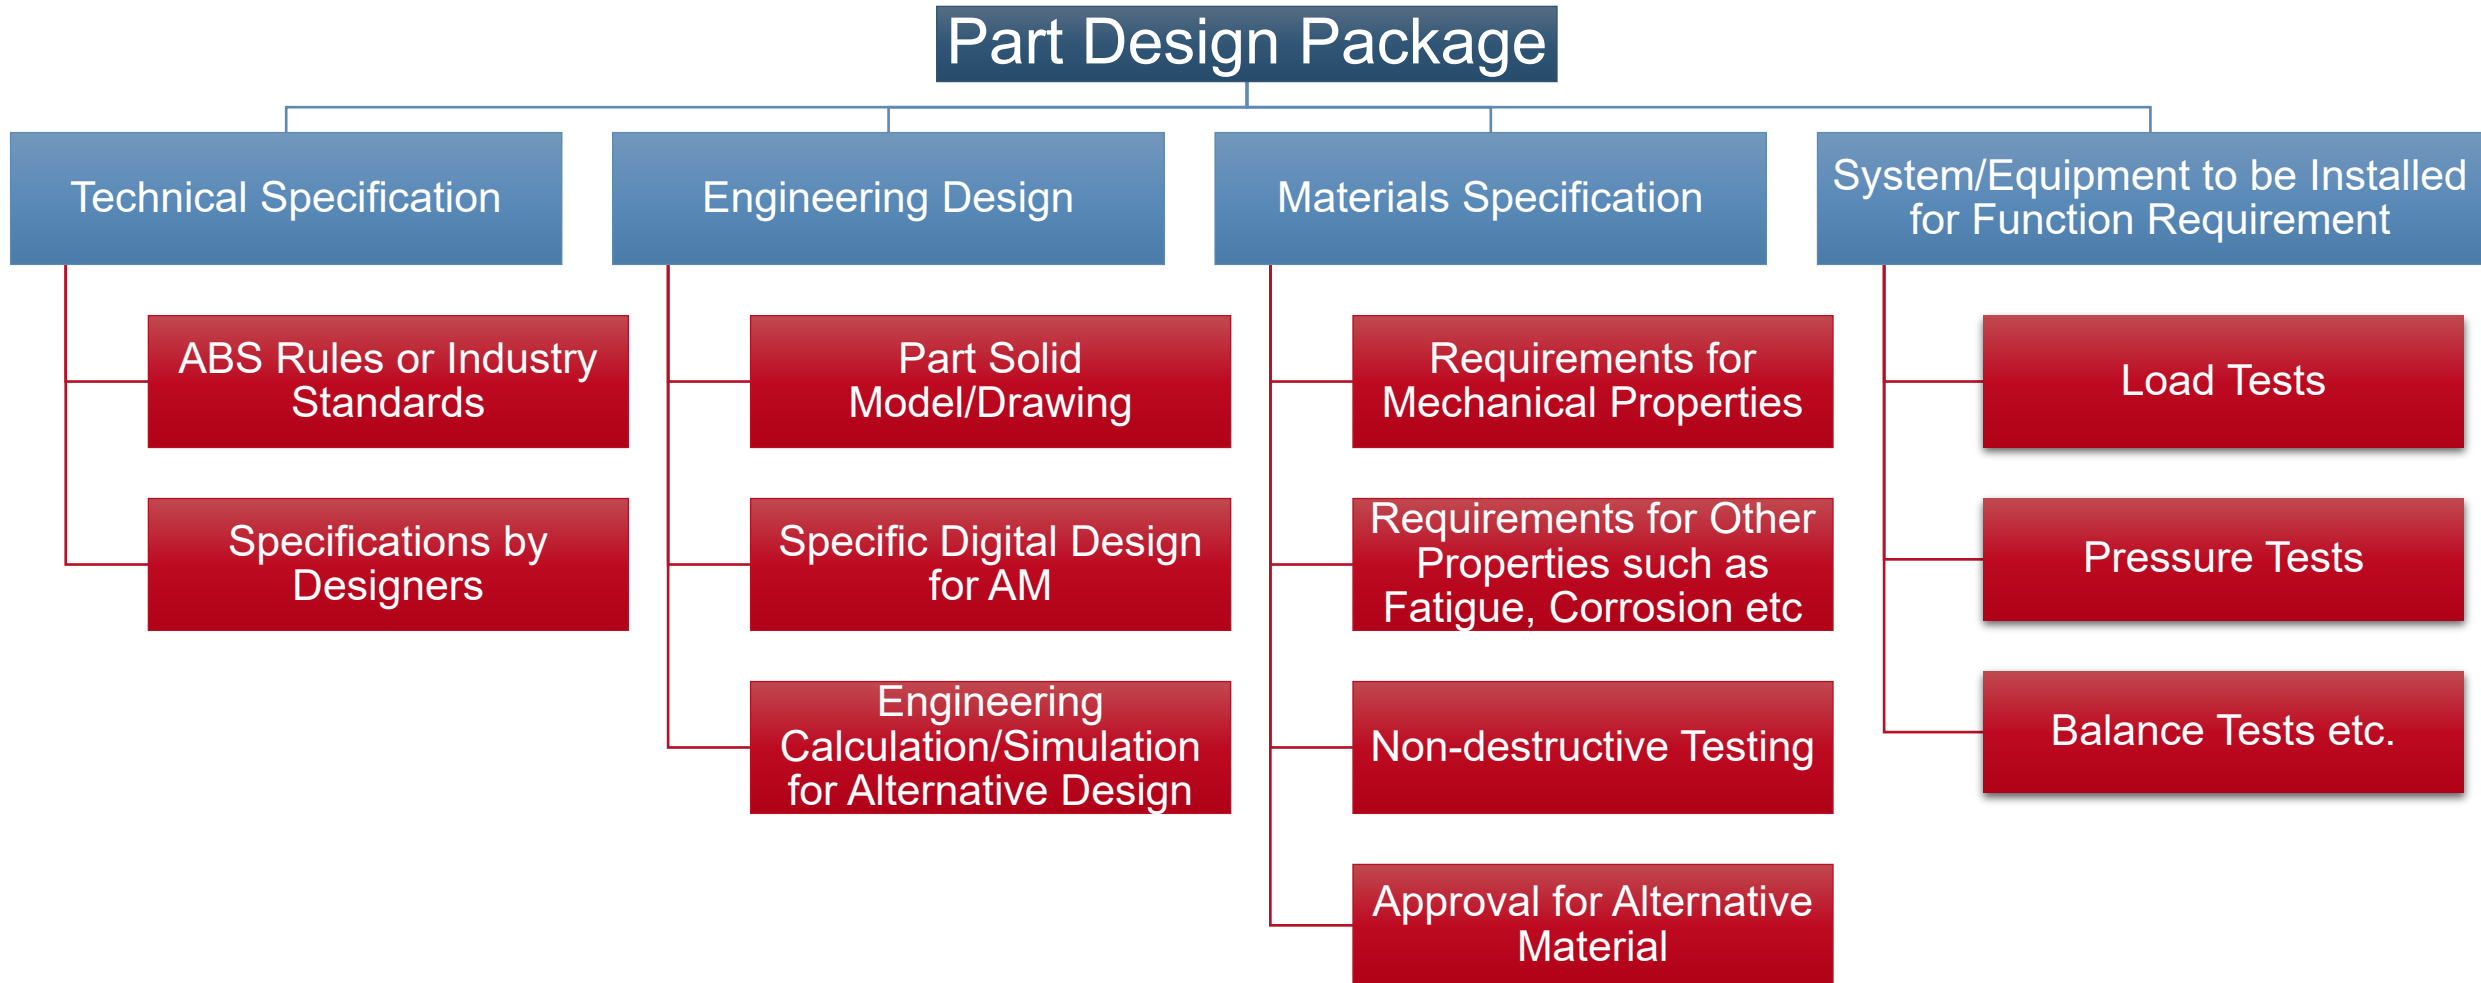 Part Design Package
Technical Specification
ABS Rules or Industry
Standards
Specifications by
Designers
Engineering Design
Part Solid
Model/Drawing
Specific Digital Design
for AM
Engineering
Calculation/Simulation
for Alternative Design
Materials Specification
Requirements for
Mechanical Properties
Requirements for Other
Properties such as
Fatigue, Corrosion etc
Non-destructive Testing
Approval for Alternative
Material
System/Equipment to be Installed
for Function Requirement
Load Tests
Pressure Tests
Balance Tests etc.